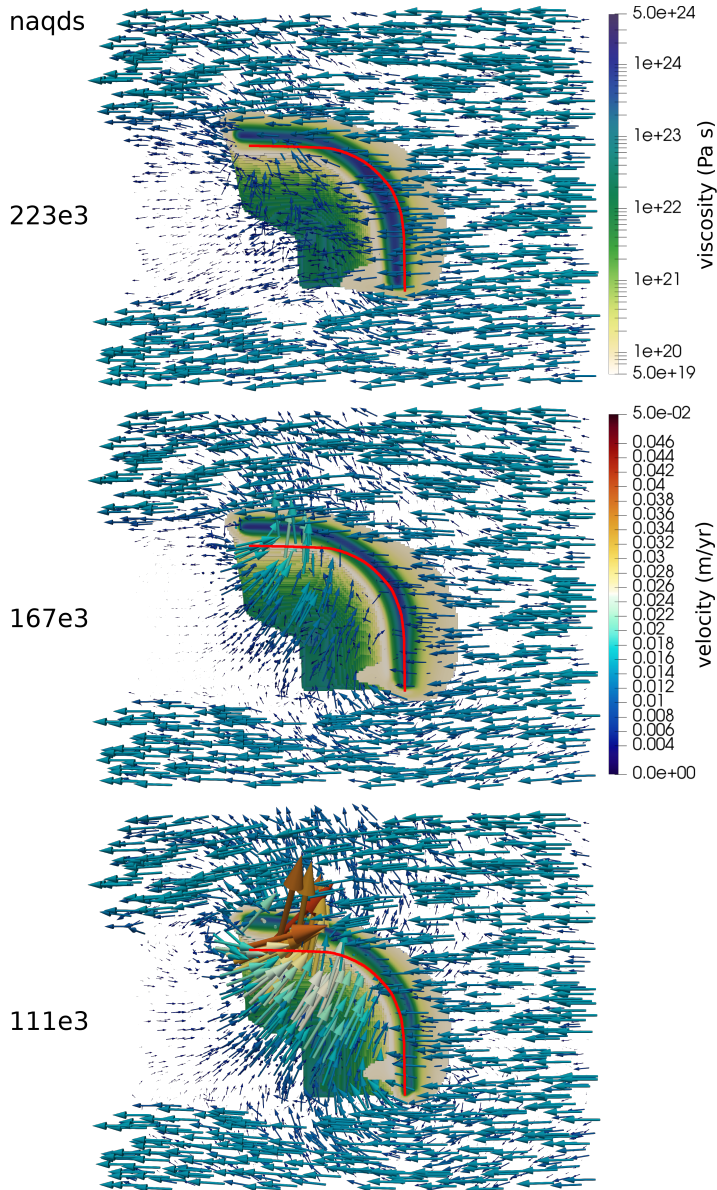 naqds
5.0e+24
1e+24
1e+23
1e+22
1e+21
1e+20
5.0e+19
viscosity (Pa s)
223e3
5.0e-02
0.046
0.044
0.042
0.04
0.038
0.036
0.034
0.032
0.03
0.028
0.026
0.024
0.022
0.02
0.018
0.016
0.014
0.012
0.01
0.008
0.006
0.004
0.0e+00
velocity (m/yr)
167e3
111e3